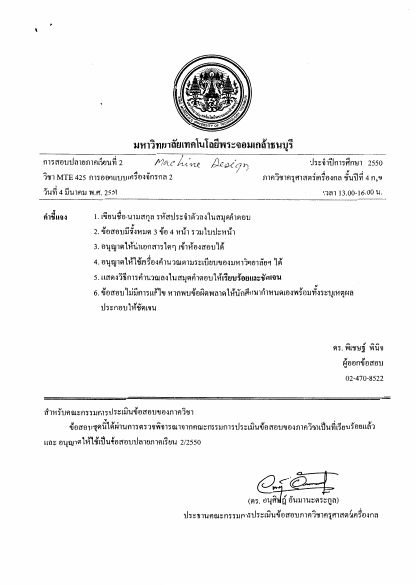 มหาวิทยาลัยเทคโนโลยีพระจอมเกล้าธนบุรี
การสอบปลายภาคเรียนที่ 2 Machine Design ประจำปีการศึกษา 2550
วิชา MTE 425 การออกแบบเครื่องจักรกล 2 ภาควิชาครุศาสตร์เครื่องกล ชั้นปีที่ 4 ก,ข
วันที่ 4 มีนาคม พ.ศ. 2551 เวลา 13.00-16.00 น.
คำชี้แจง 1. เขียนชื่อ-นามสกุล รหัสประจำตัวลงในสมุดคำตอบ
2. ข้อสอบมีทั้งหมด 3 ข้อ 4 หน้า รวมใบปะหน้า
3. อนุญาตให้นำเอกสารใดๆ เข้าห้องสอบได้
4. อนุญาตให้ใช้เครื่องคำนวณตามระเบียบของมหาวิทยาลัยฯ ได้
5. แสดงวิธีการคำนวณลงในสมุดคำตอบให้เรียบร้อยและชัดเจน
6. ข้อสอบไม่มีการแก้ไข หากพบข้อผิดพลาดให้นักศึกษากำหนดเองพร้อมทั้งระบุเหตุผล
ประกอบให้ชัดเจน
ดร. พิเชษฐ์ พินิจ
ผู้ออกข้อสอบ
02-470-8522
สำหรับคณะกรรมการประเมินข้อสอบของภาควิชา
ข้อสอบชุดนี้ได้ผ่านการตรวจพิจารณาจากคณะกรรมการประเมินข้อสอบของภาควิชาเป็นที่เรียบร้อยแล้ว
และ อนุญาตให้ใช้เป็นข้อสอบปลายภาคเรียน 2/2550
(ดร. อนุศิษฏ์ อันมานะตระกูล)
ประธานคณะกรรมการประเมินข้อสอบภาควิชาครุศาสตร์เครื่องกล